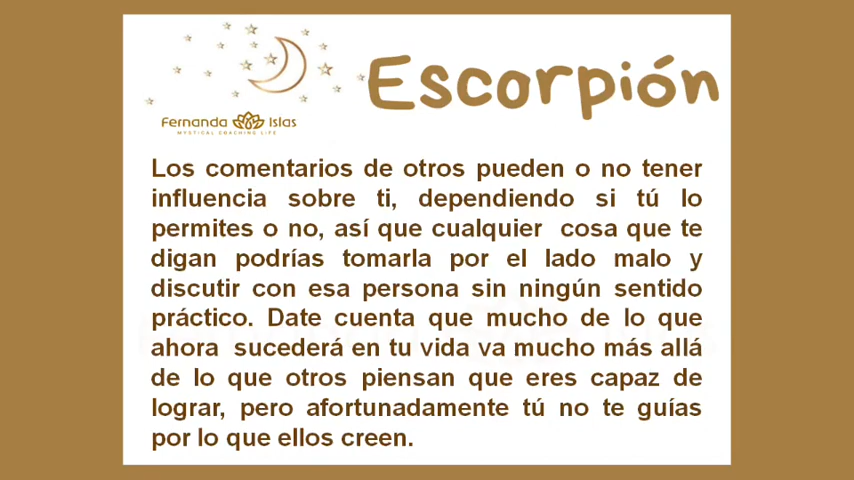 Escorpión
Fernanda Islas
MYSTICAL COACHING LIFE
Los comentarios de otros pueden o no tener
influencia sobre ti, dependiendo si tú lo
permites o no, así que cualquier cosa que te
digan podrías tomarla por el lado malo y
discutir con esa persona sin ningún sentido
práctico. Date cuenta que mucho de lo que
ahora sucederá en tu vida va mucho más allá
de lo que otros piensan que eres capaz de
lograr, pero afortunadamente tú no te guías
por lo que ellos creen.